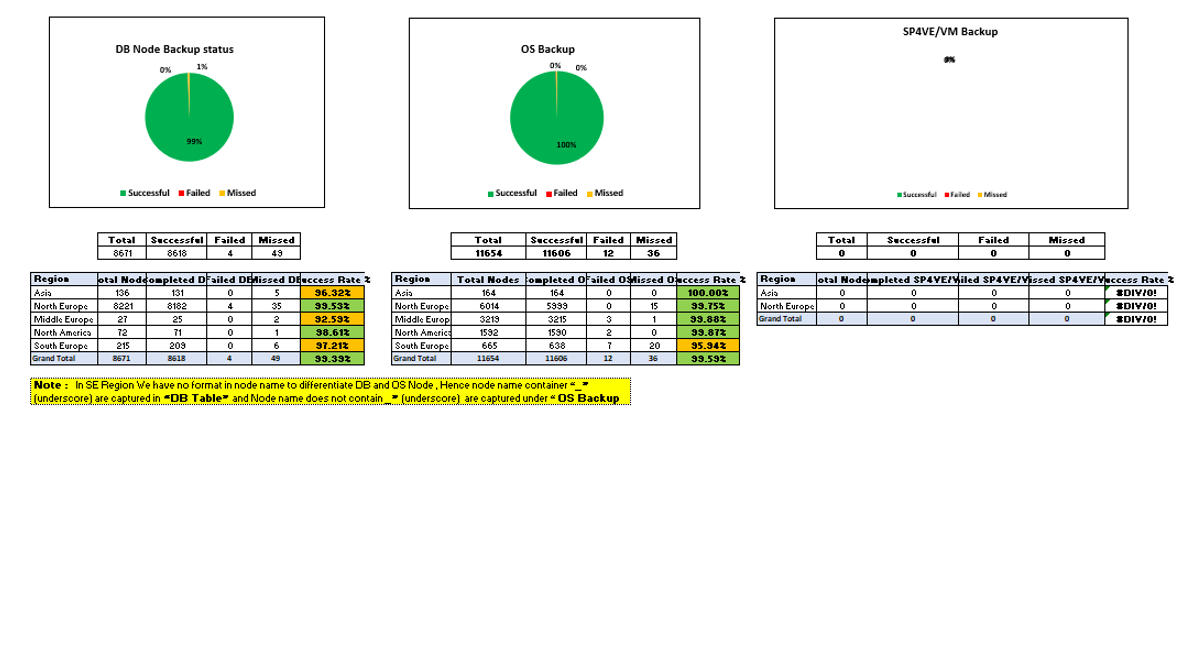 DB Node Backup status
0% 1%
99%
Successful Failed Missed
OS Backup
0% 0%
100%
Successful Failed Missed
SP4VE/VM Backup
Successful Failed Missed
Total Successful Failed Missed
8671 8618 4 49
Total Successful Failed Missed
11654 11606 12 36
Total Successful Failed Missed
0 0 0 0
Region otal Node ompleted D Failed DB Missed DB uccess Rate %
Asia 136 131 0 5 96.32%
North Europe 8221 8182 4 35 99.53%
Middle Europe 27 25 0 2 92.59%
North America 72 71 0 1 98.61%
South Europe 215 209 0 6 97.21%
Grand Total 8671 8618 4 49 99.39%
Region Total Nodes ompleted O Failed OS Missed O uccess Rate %
Asia 164 164 0 0 100.00%
North Europe 6014 5999 0 15 99.75%
Middle Europ 3219 3215 3 1 99.88%
North Americ 1592 1590 2 0 99.87%
South Europe 665 638 7 20 95.94%
Grand Total 11654 11606 12 36 99.59%
Region otal Node ompleted SP4VE/V iled SP4VE/V issed SP4VE/V uccess Rate %
Asia 0 0 0 0 #DIV/0!
North Europe 0 0 0 0 #DIV/0!
Grand Total 0 0 0 0 #DIV/0!
Note : In SE Region We have no format in node name to differentiate DB and OS Node , Hence node name container "_"
(underscore) are captured in "DB Table" and Node name does not contain _ " (underscore) are captured under " OS Backup